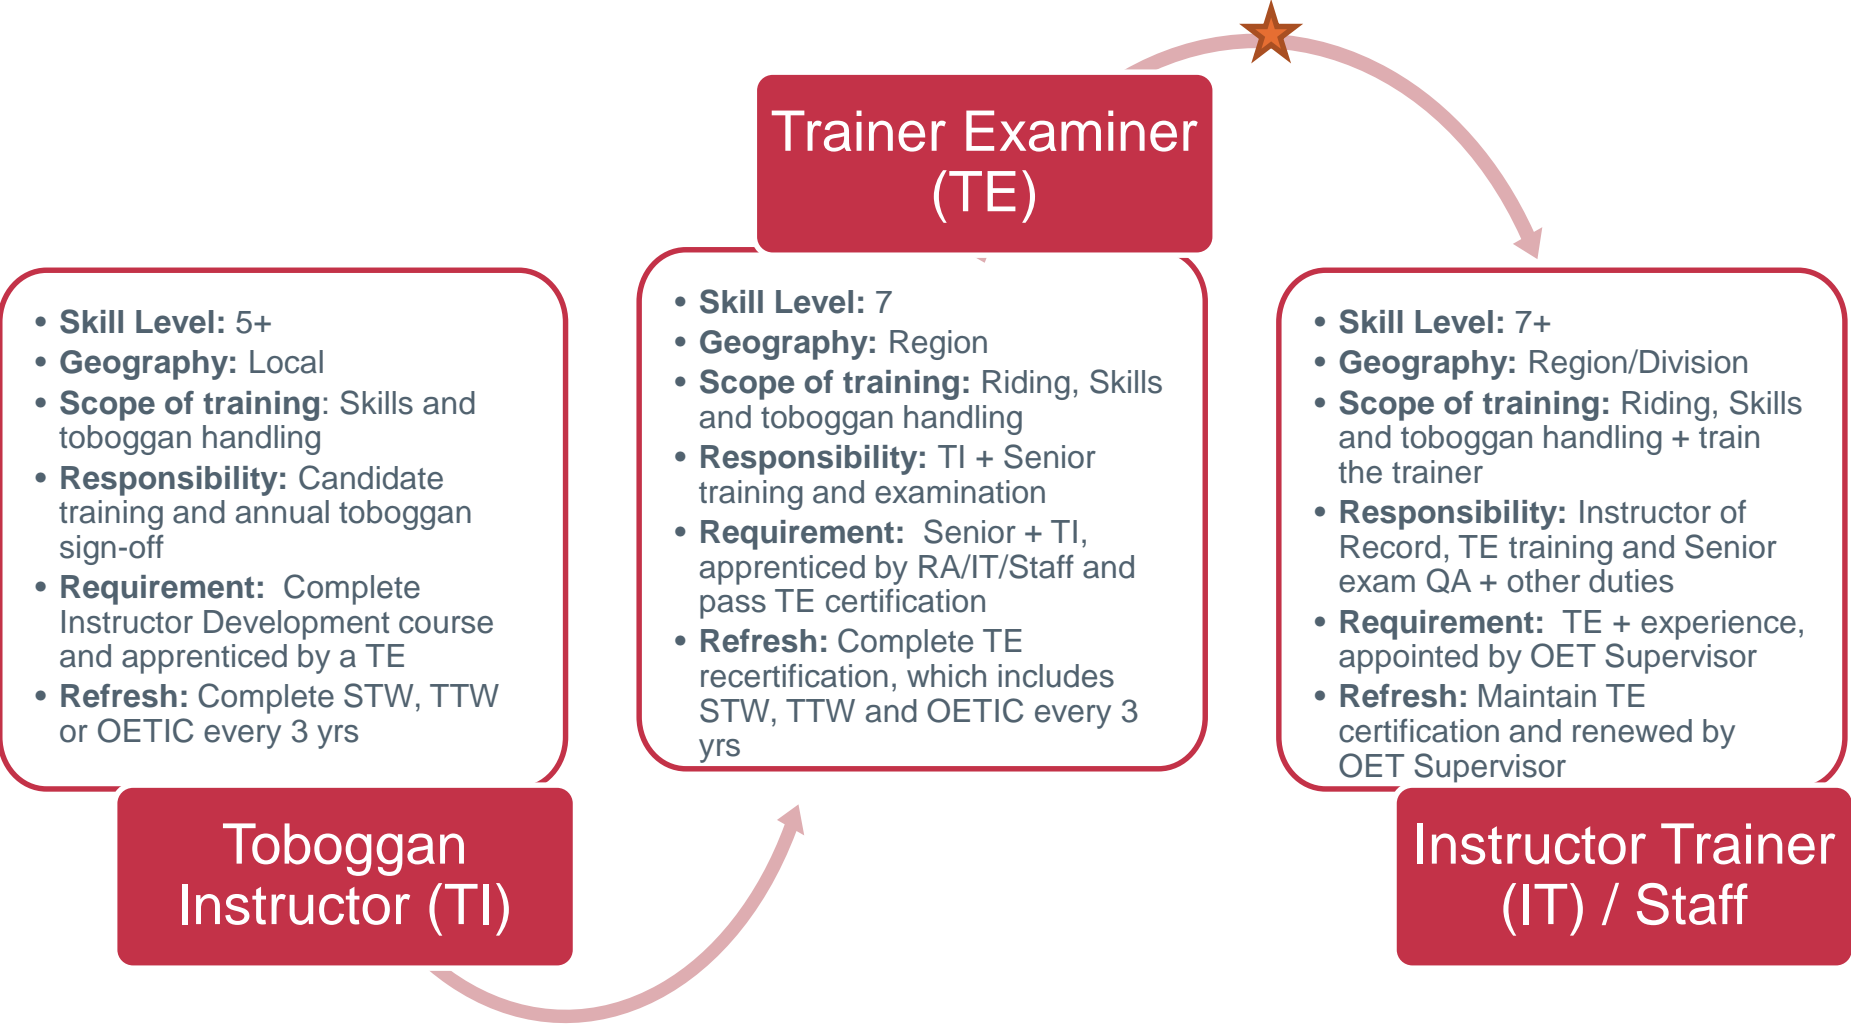 • Skill Level: 5+
• Geography: Local
• Scope of training: Skills and
toboggan handling
• Responsibility: Candidate
training and annual toboggan
sign-off
• Requirement:  Complete
Instructor Development course
and apprenticed by a TE
• Refresh: Complete STW, TTW
or OETIC every 3 yrs
Toboggan
Instructor (TI)
Trainer Examiner
(TE)
• Skill Level: 7
• Geography: Region
• Scope of training: Riding, Skills
and toboggan handling
• Responsibility: TI + Senior
training and examination
• Requirement:  Senior + TI,
apprenticed by RA/IT/Staff and
pass TE certification
• Refresh: Complete TE
recertification, which includes
STW, TTW and OETIC every 3
yrs
• Skill Level: 7+
• Geography: Region/Division
• Scope of training: Riding, Skills
and toboggan handling + train
the trainer
• Responsibility: Instructor of
Record, TE training and Senior
exam QA + other duties
• Requirement:  TE + experience,
appointed by OET Supervisor
• Refresh: Maintain TE
certification and renewed by
OET Supervisor
Instructor Trainer
(IT) / Staff